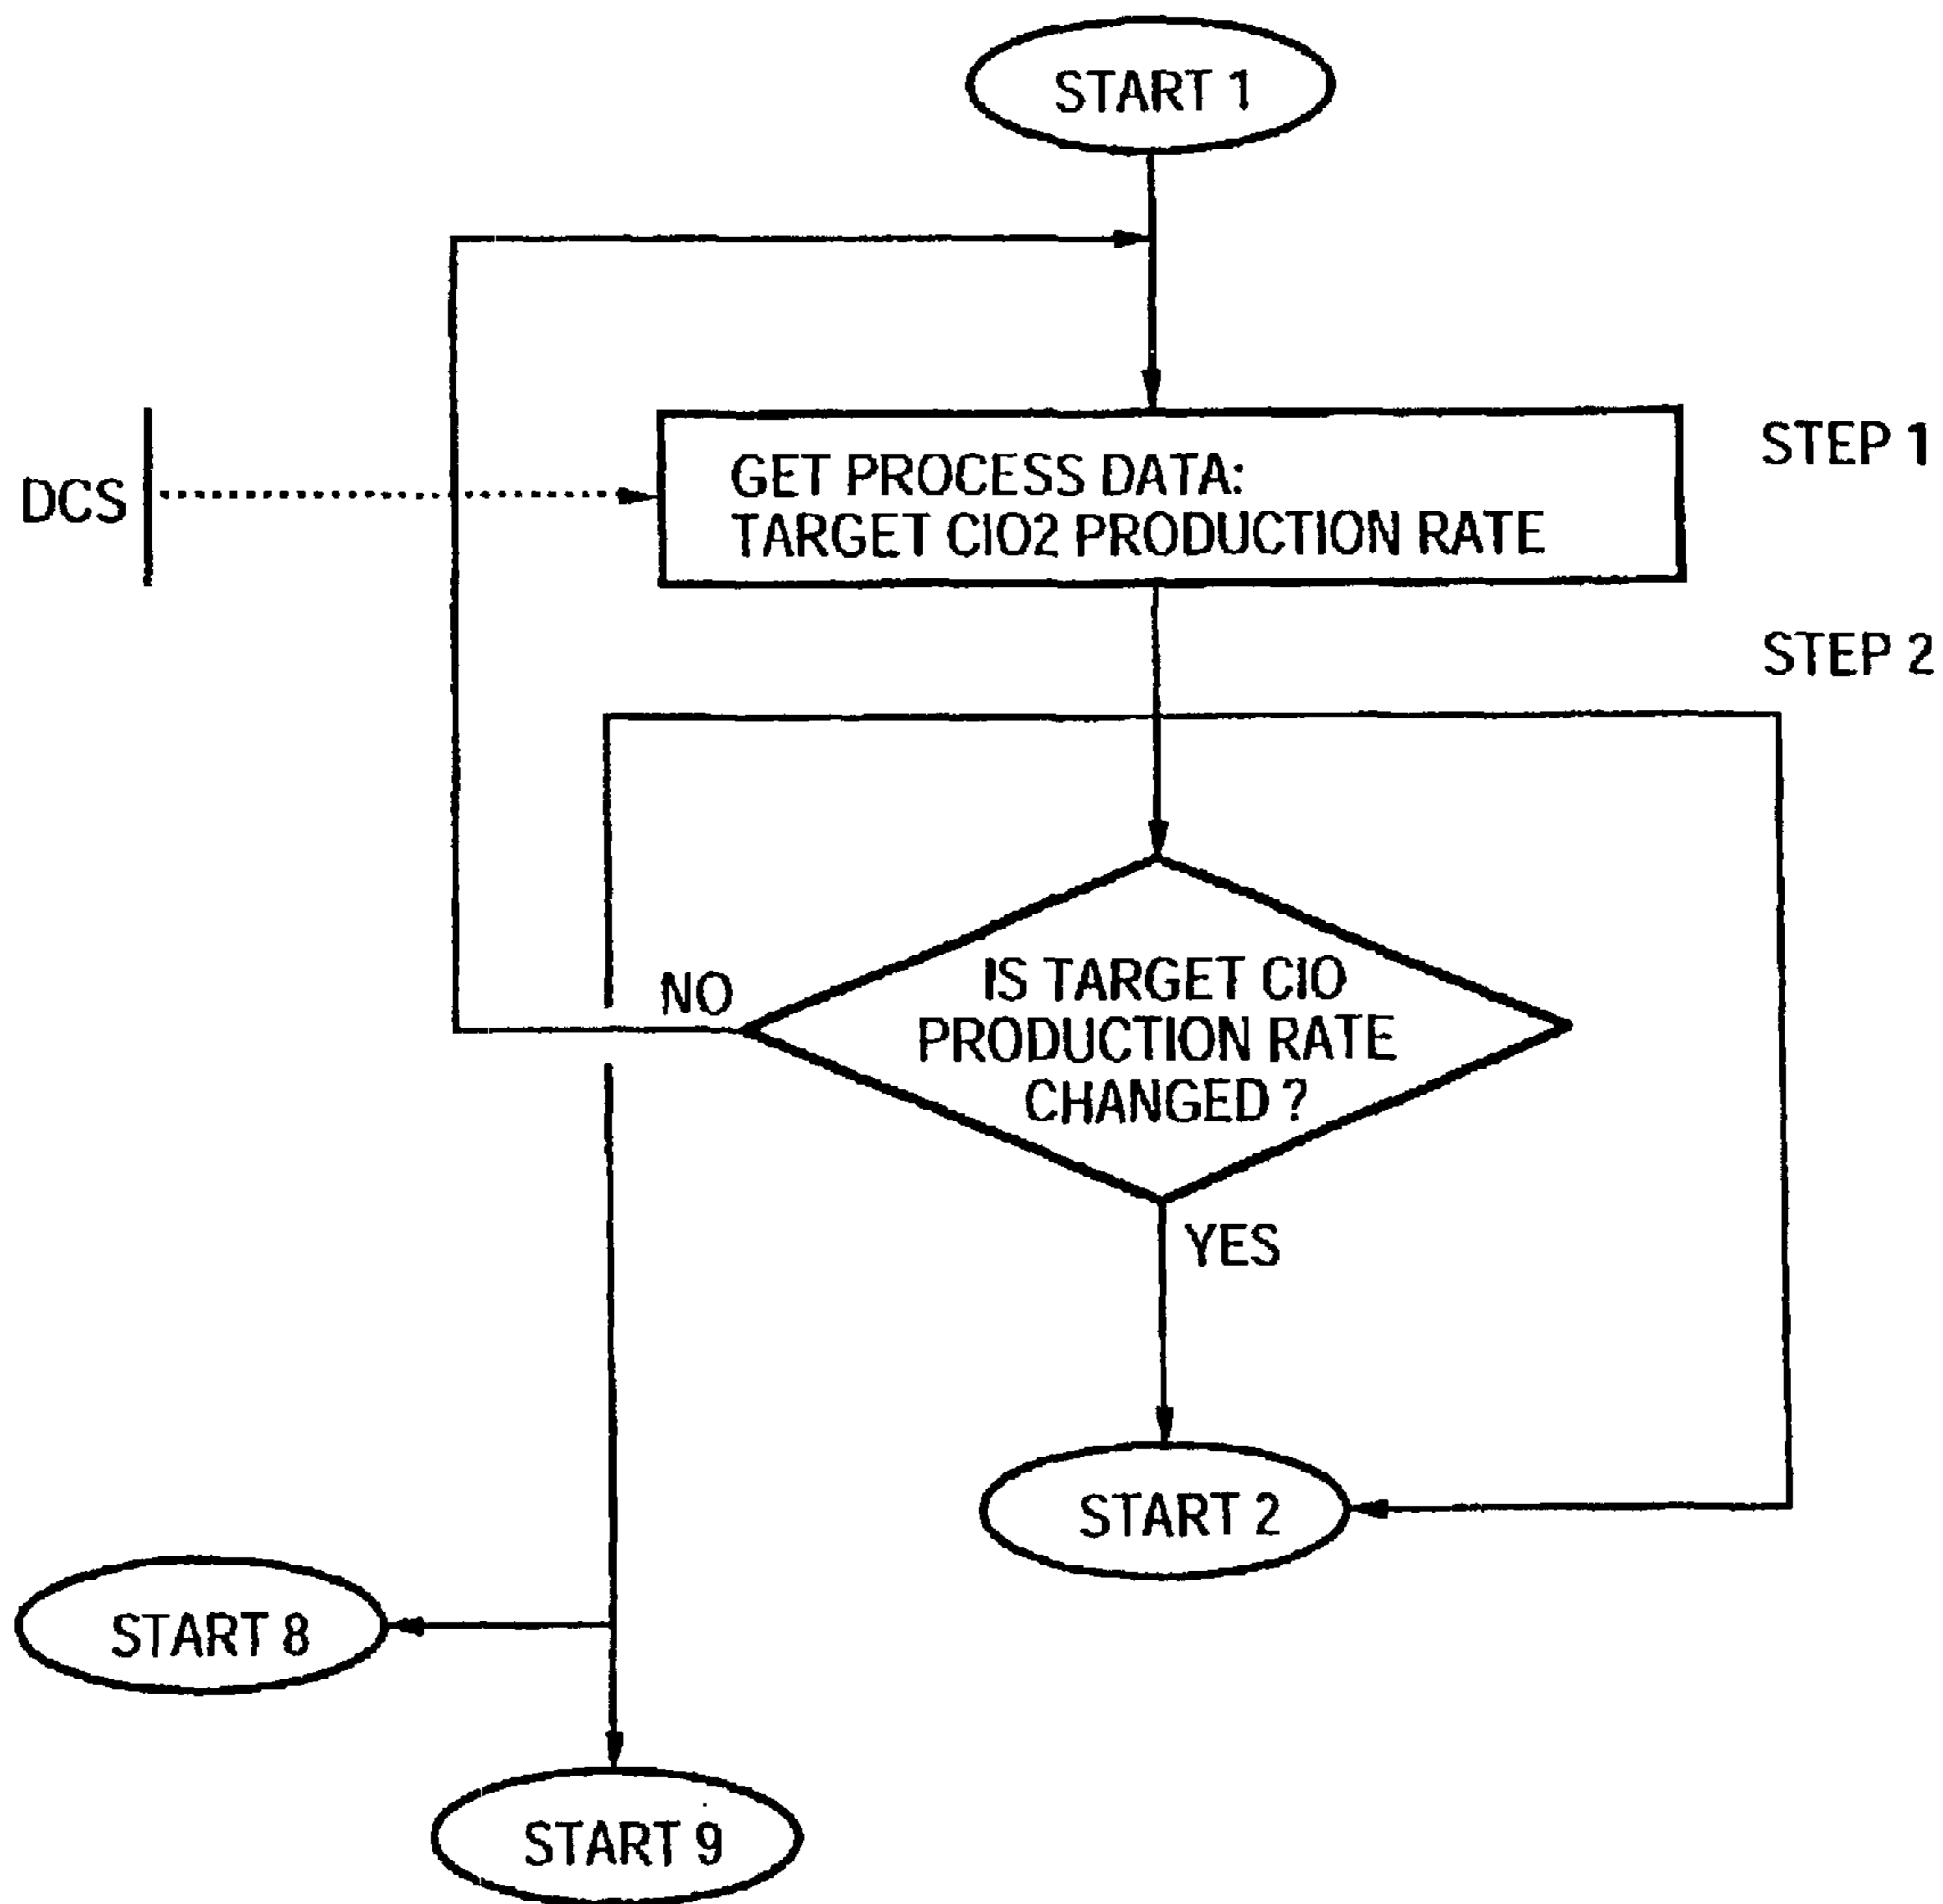 START 1
STEP 1
DCS
GET PROCESS DATA:
TARGET ClO2 PRODUCTION RATE
STEP 2
NO
IS TARGET ClO
PRODUCTION RATE
CHANGED ?
YES
START 2
START 8
START 9